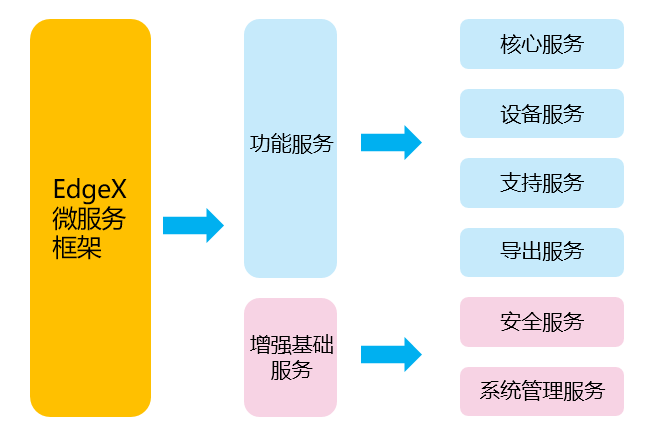 EdgeX
微服务
框架
功能服务
增强基础
服务
核心服务
设备服务
支持服务
导出服务
安全服务
系统管理服务